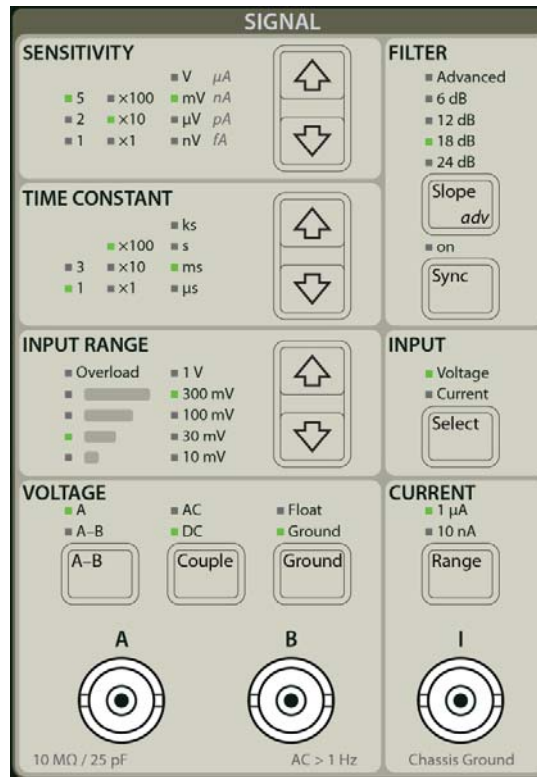 SIGNAL
SENSITIVITY
V μA
5 ×100 mV nA
2 ×10 μV pA
1 ×1 nV fA
FILTER
Advanced
6 dB
12 dB
18 dB
24 dB
Slope
adv
on
Sync
TIME CONSTANT
ks
×100 s
3 ×10 ms
1 ×1 μs
INPUT RANGE
Overload 1 V
300 mV
100 mV
30 mV
10 mV
INPUT
Voltage
Current
Select
VOLTAGE
A AC Float
A–B DC Ground
A–B Couple Ground
CURRENT
1 μA
10 nA
Range
A B I
10 MΩ / 25 pF AC > 1 Hz Chassis Ground